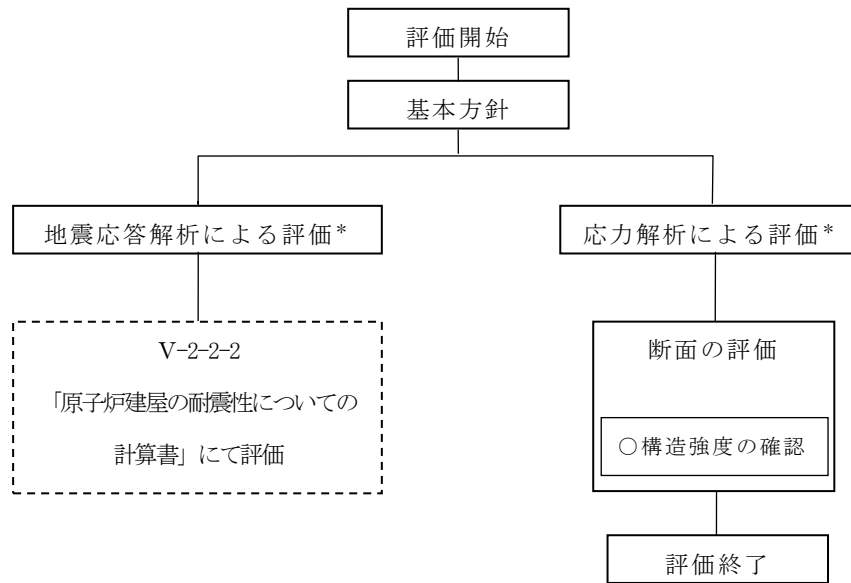 評価開始
基本方針
地震応答解析による評価*
応力解析による評価*
V-2-2-2
「原子炉建屋の耐震性についての
計算書」にて評価
断面の評価
○構造強度の確認
評価終了